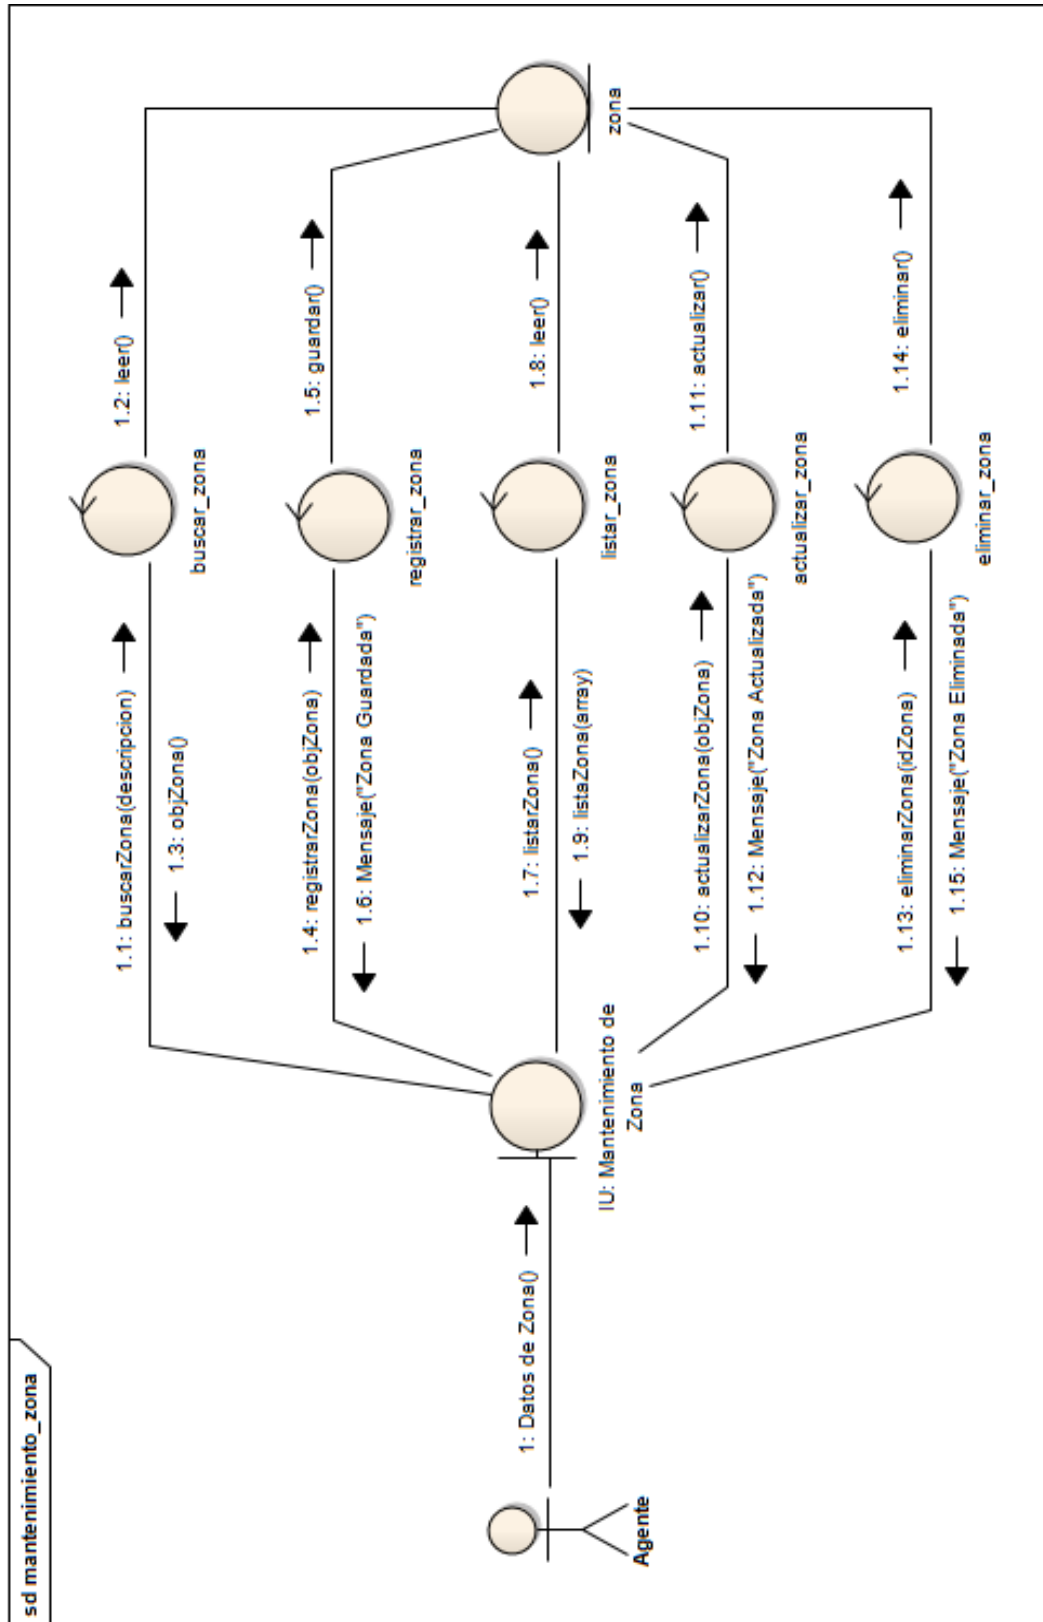 sd mantenimiento_zona
1.1: buscarZona(descripcion)
1.2: leer()
1.3: objZona()
buscar_zona
1.4: registrarZona(objZona)
1.5: guardar()
1.6: Mensaje("Zona Guardada")
registrar_zona
1: Datos de Zona()
1.7: listarZona()
1.8: leer()
1.9: listaZona(array)
listar_zona
zona
Agente
IU: Mantenimiento de
Zona
1.10: actualizarZona(objZona)
1.11: actualizar()
1.12: Mensaje("Zona Actualizada")
actualizar_zona
1.13: eliminarZona(idZona)
1.14: eliminar()
1.15: Mensaje("Zona Eliminada")
eliminar_zona